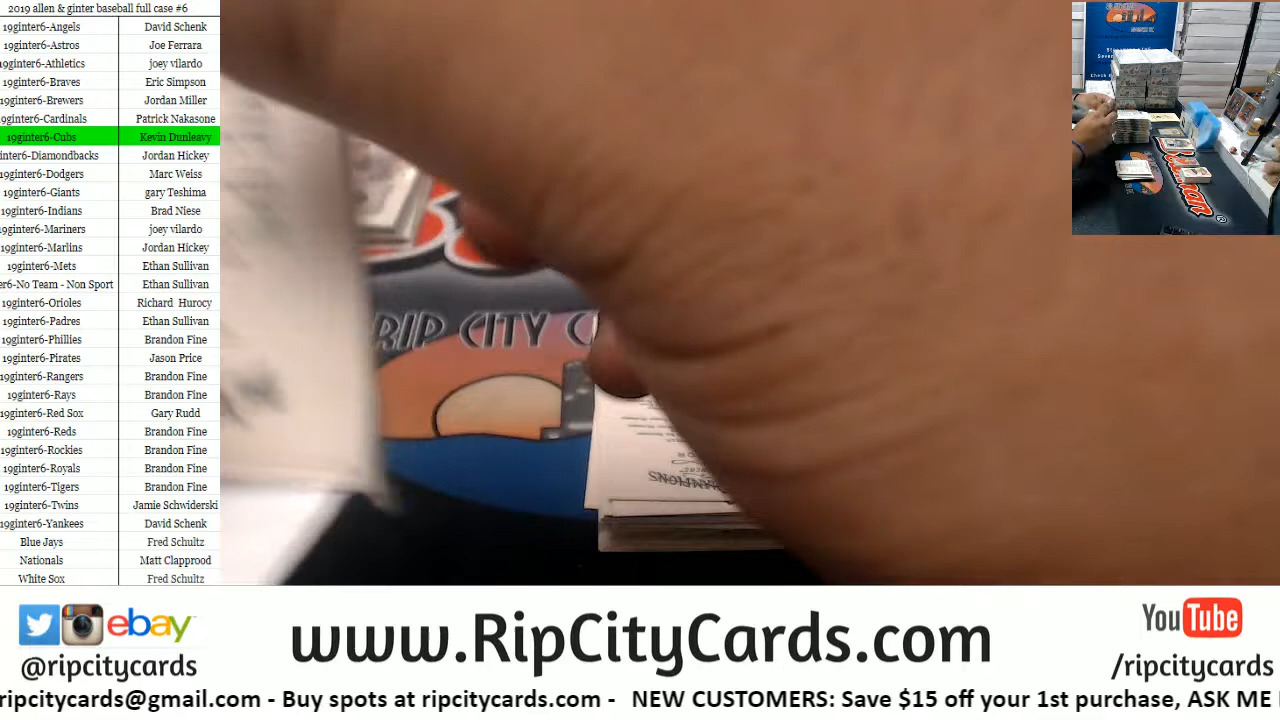 2019 allen & ginter baseball full case #6
19ginter6-Angels David Schenk
19ginter6-Astros Joe Ferrara
19ginter6-Athletics joey vilardo
19ginter6-Braves Eric Simpson
19ginter6-Brewers Jordan Miller
19ginter6-Cardinals Patrick Nakasone
19ginter6-Cubs Kevin Dunleavy
inter6-Diamondbacks Jordan Hickey
19ginter6-Dodgers Marc Weiss
19ginter6-Giants gary Teshima
19ginter6-Indians Brad Niese
19ginter6-Mariners joey vilardo
19ginter6-Marlins Jordan Hickey
19ginter6-Mets Ethan Sullivan
er6-No Team - Non Sport Ethan Sullivan
19ginter6-Orioles Richard Hurocy
19ginter6-Padres Ethan Sullivan
19ginter6-Phillies Brandon Fine
19ginter6-Pirates Jason Price
19ginter6-Rangers Brandon Fine
19ginter6-Rays Brandon Fine
19ginter6-Red Sox Gary Rudd
19ginter6-Reds Brandon Fine
19ginter6-Rockies Brandon Fine
19ginter6-Royals Brandon Fine
19ginter6-Tigers Brandon Fine
19ginter6-Twins Jamie Schwiderski
19ginter6-Yankees David Schenk
Blue Jays Fred Schultz
Nationals Matt Clapprood
White Sox Fred Schultz
RIP CITY C
ebay
@ripcitycards
www.RipCityCards.com
YouTube
/ripcitycards
ripcitycards@gmail.com - Buy spots at ripcitycards.com - NEW CUSTOMERS: Save $15 off your 1st purchase, ASK ME